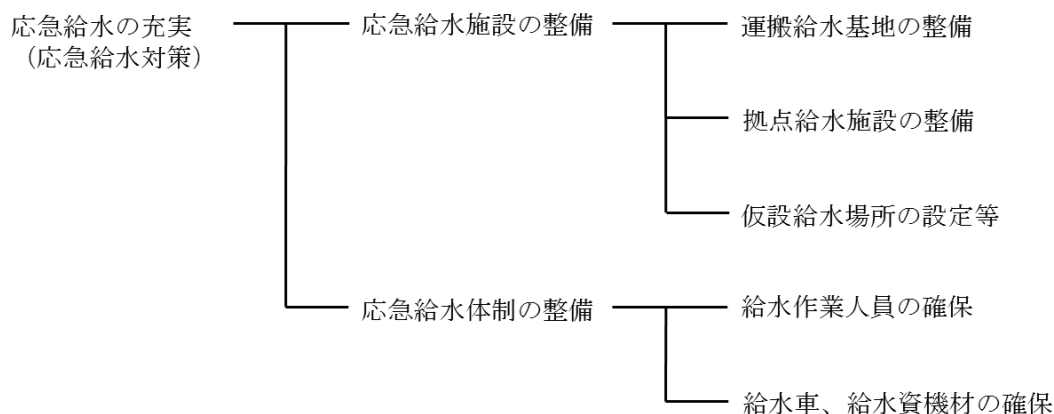 応急給水の充実
（応急給水対策）
応急給水施設の整備
運搬給水基地の整備
拠点給水施設の整備
仮設給水場所の設定等
応急給水体制の整備
給水作業人員の確保
給水車、給水資機材の確保